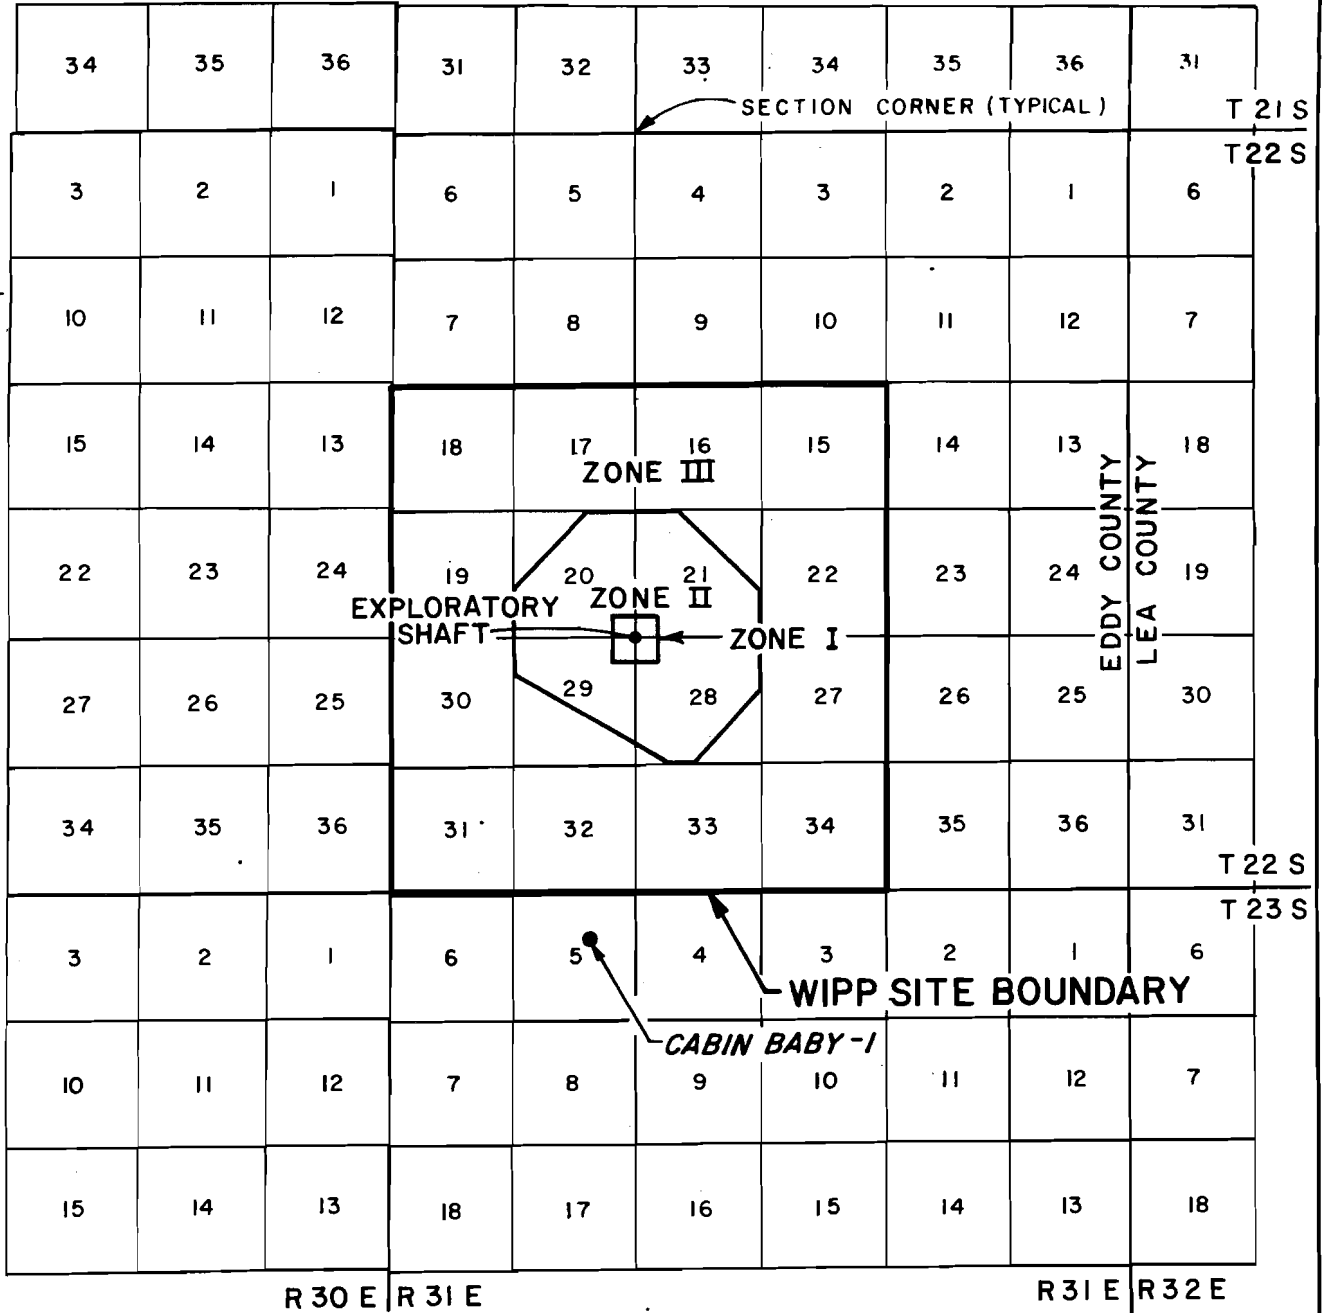 34 35 36 31 32 33 34 35 36 31
SECTION CORNER (TYPICAL)
T 21 S
T 22 S
3 2 1 6 5 4 3 2 1 6
10 11 12 7 8 9 10 11 12 7
15 14 13 18 17 16 15 14 13 18
ZONE III
EDDY COUNTY
LEA COUNTY
22 23 24 19 20 21 22 23 24 19
ZONE II
EXPLORATORY
SHAFT
ZONE I
27 26 25 30 29 28 27 26 25 30
34 35 36 31 32 33 34 35 36 31
T 22 S
T 23 S
3 2 1 6 5 4 3 2 1 6
WIPP SITE BOUNDARY
CABIN BABY-1
10 11 12 7 8 9 10 11 12 7
15 14 13 18 17 16 15 14 13 18
R 30 E R 31 E
R 31 E R 32 E